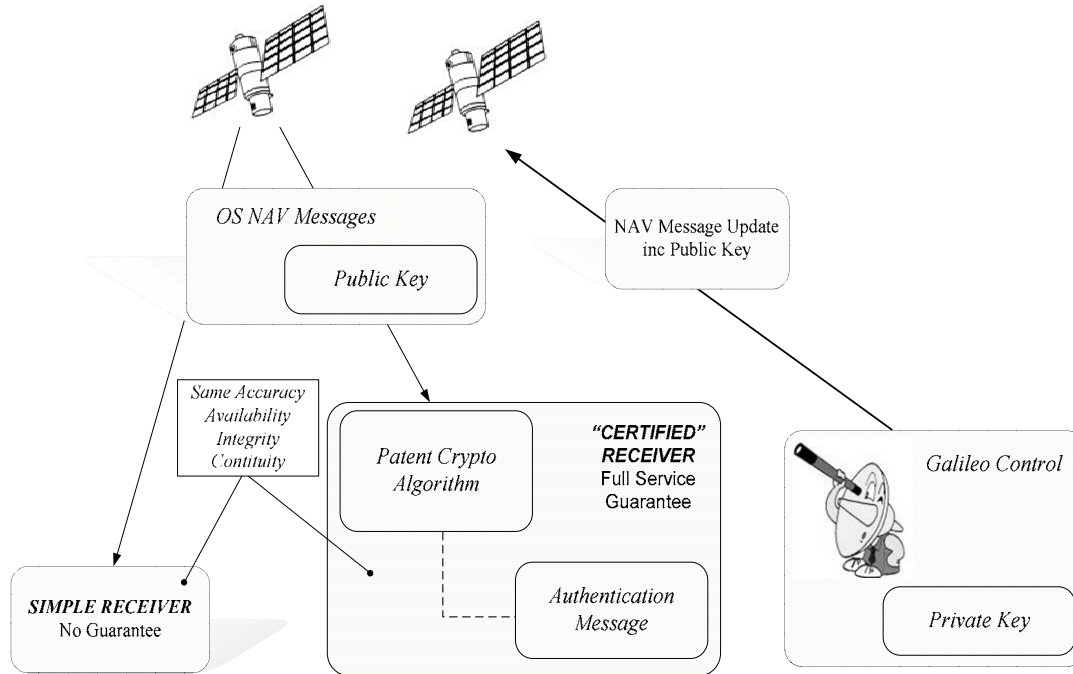 OS NAV Messages
Public Key
NAV Message Update
inc Public Key
Same Accuracy
Availability
Integrity
Contituity
Patent Crypto
Algorithm
“CERTIFIED”
RECEIVER
Full Service
Guarantee
Galileo Control
SIMPLE RECEIVER
No Guarantee
Authentication
Message
Private Key